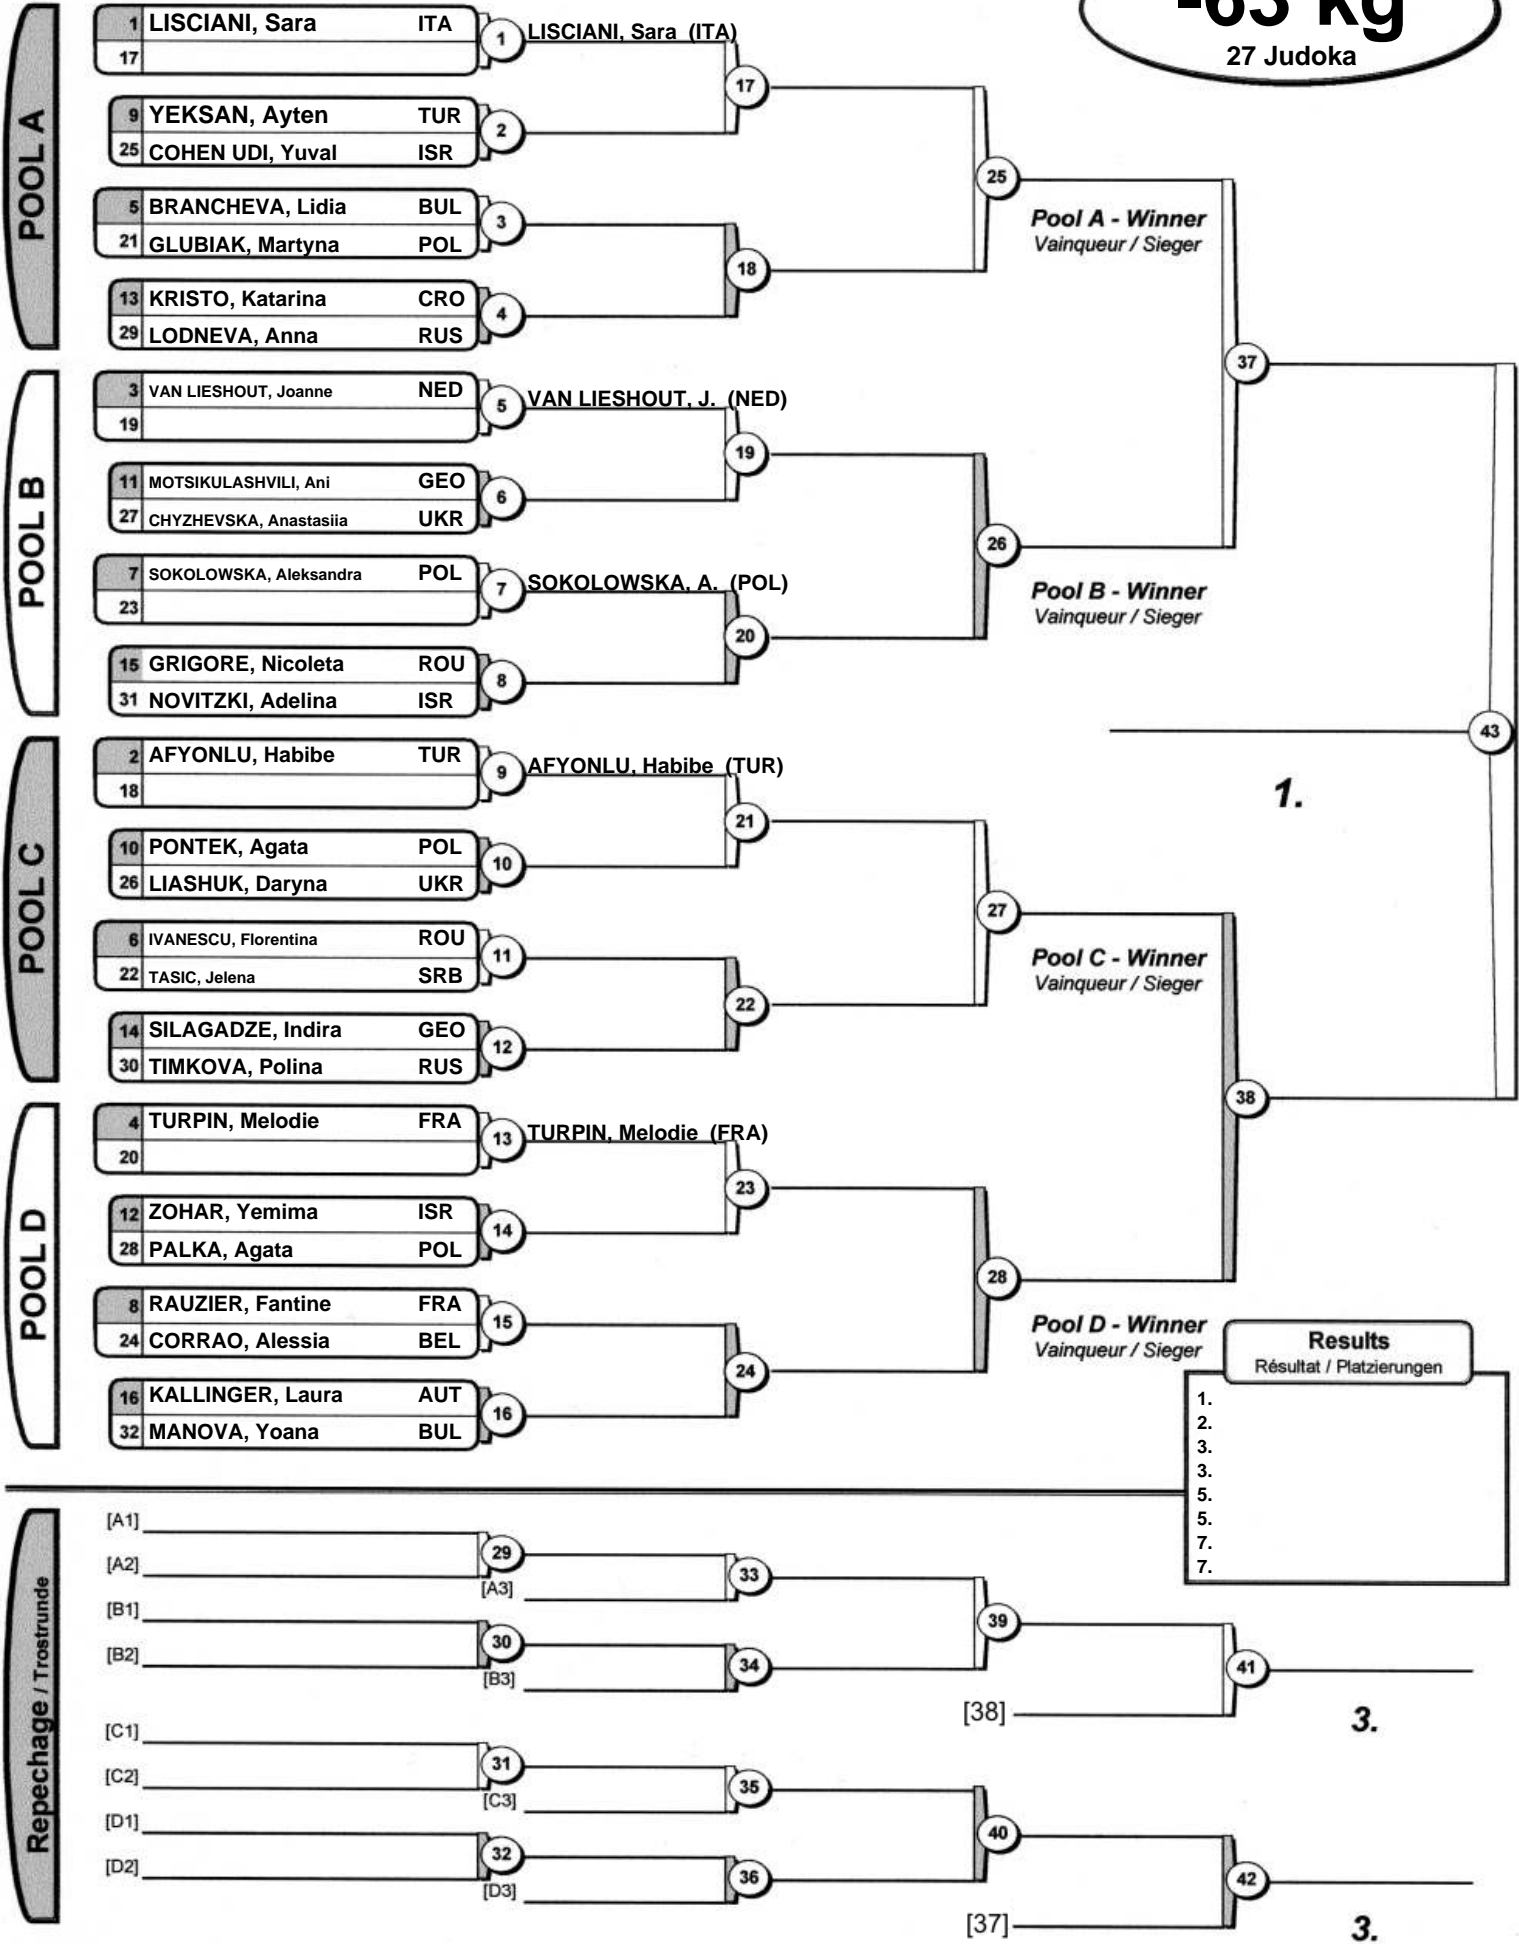 -63 kg
27 Judoka
POOL A
1 LISCIANI, Sara ITA
17
1
LISCIANI, Sara (ITA)
9 YEKSAN, Ayten TUR
25 COHEN UDI, Yuval ISR
2
17
5 BRANCHEVA, Lidia BUL
21 GLUBIAK, Martyna POL
3
13 KRISTO, Katarina CRO
29 LODNEVA, Anna RUS
4
18
25
Pool A - Winner
Vainqueur / Sieger
POOL B
3 VAN LIESHOUT, Joanne NED
19
5
VAN LIESHOUT, J. (NED)
11 MOTSIKULASHVILI, Ani GEO
27 CHYZHEVSKA, Anastasiia UKR
6
19
7 SOKOLOWSKA, Aleksandra POL
23
7
SOKOLOWSKA, A. (POL)
15 GRIGORE, Nicoleta ROU
31 NOVITZKI, Adelina ISR
8
20
26
Pool B - Winner
Vainqueur / Sieger
37
POOL C
2 AFYONLU, Habibe TUR
18
9
AFYONLU, Habibe (TUR)
10 PONTEK, Agata POL
26 LIASHUK, Daryna UKR
10
21
6 IVANESCU, Florentina ROU
22 TASIC, Jelena SRB
11
14 SILAGADZE, Indira GEO
30 TIMKOVA, Polina RUS
12
22
27
Pool C - Winner
Vainqueur / Sieger
43
1.
POOL D
4 TURPIN, Melodie FRA
20
13
TURPIN, Melodie (FRA)
12 ZOHAR, Yemima ISR
28 PALKA, Agata POL
14
23
8 RAUZIER, Fantine FRA
24 CORRAO, Alessia BEL
15
16 KALLINGER, Laura AUT
32 MANOVA, Yoana BUL
16
24
28
Pool D - Winner
Vainqueur / Sieger
38
Results
Résultat / Platzierungen
1.
2.
3.
3.
5.
5.
7.
7.
Repechage / Trostrunde
[A1]
[A2]
29
[A3]
33
[B1]
[B2]
30
[B3]
34
39
[38]
41
3.
[C1]
[C2]
31
[C3]
35
[D1]
[D2]
32
[D3]
36
40
[37]
42
3.